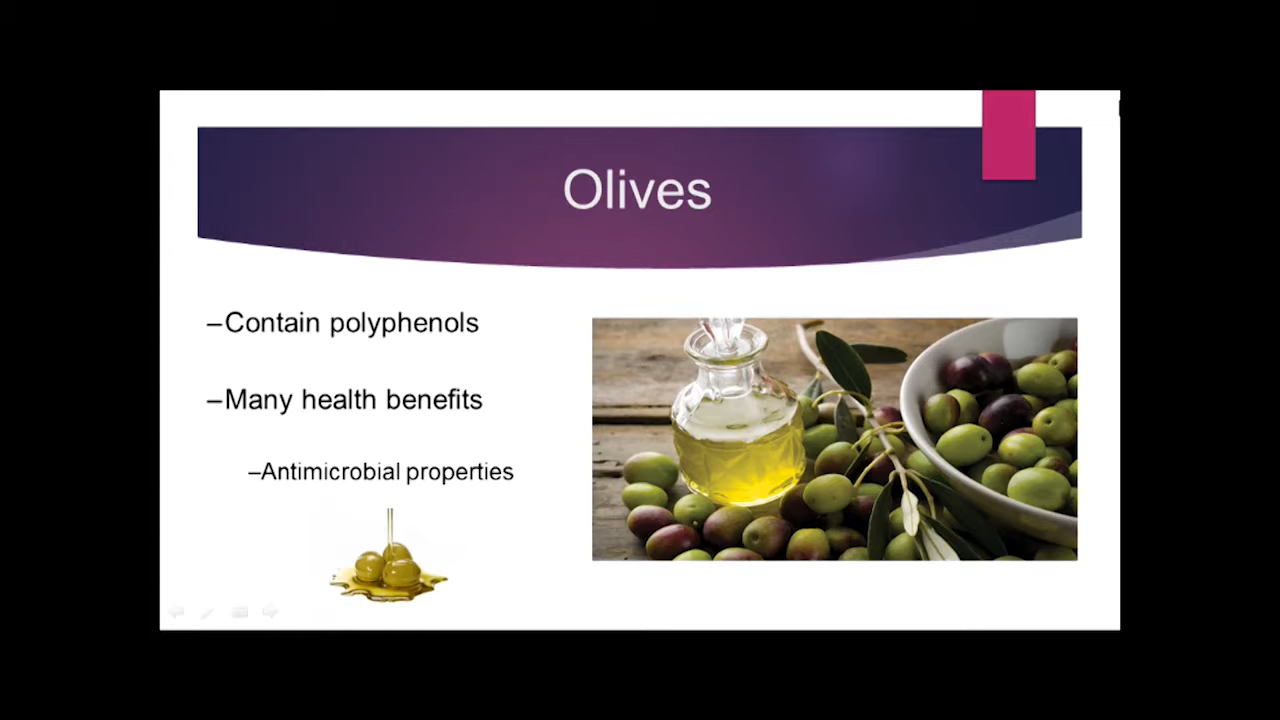 Olives
–Contain polyphenols
–Many health benefits
–Antimicrobial properties